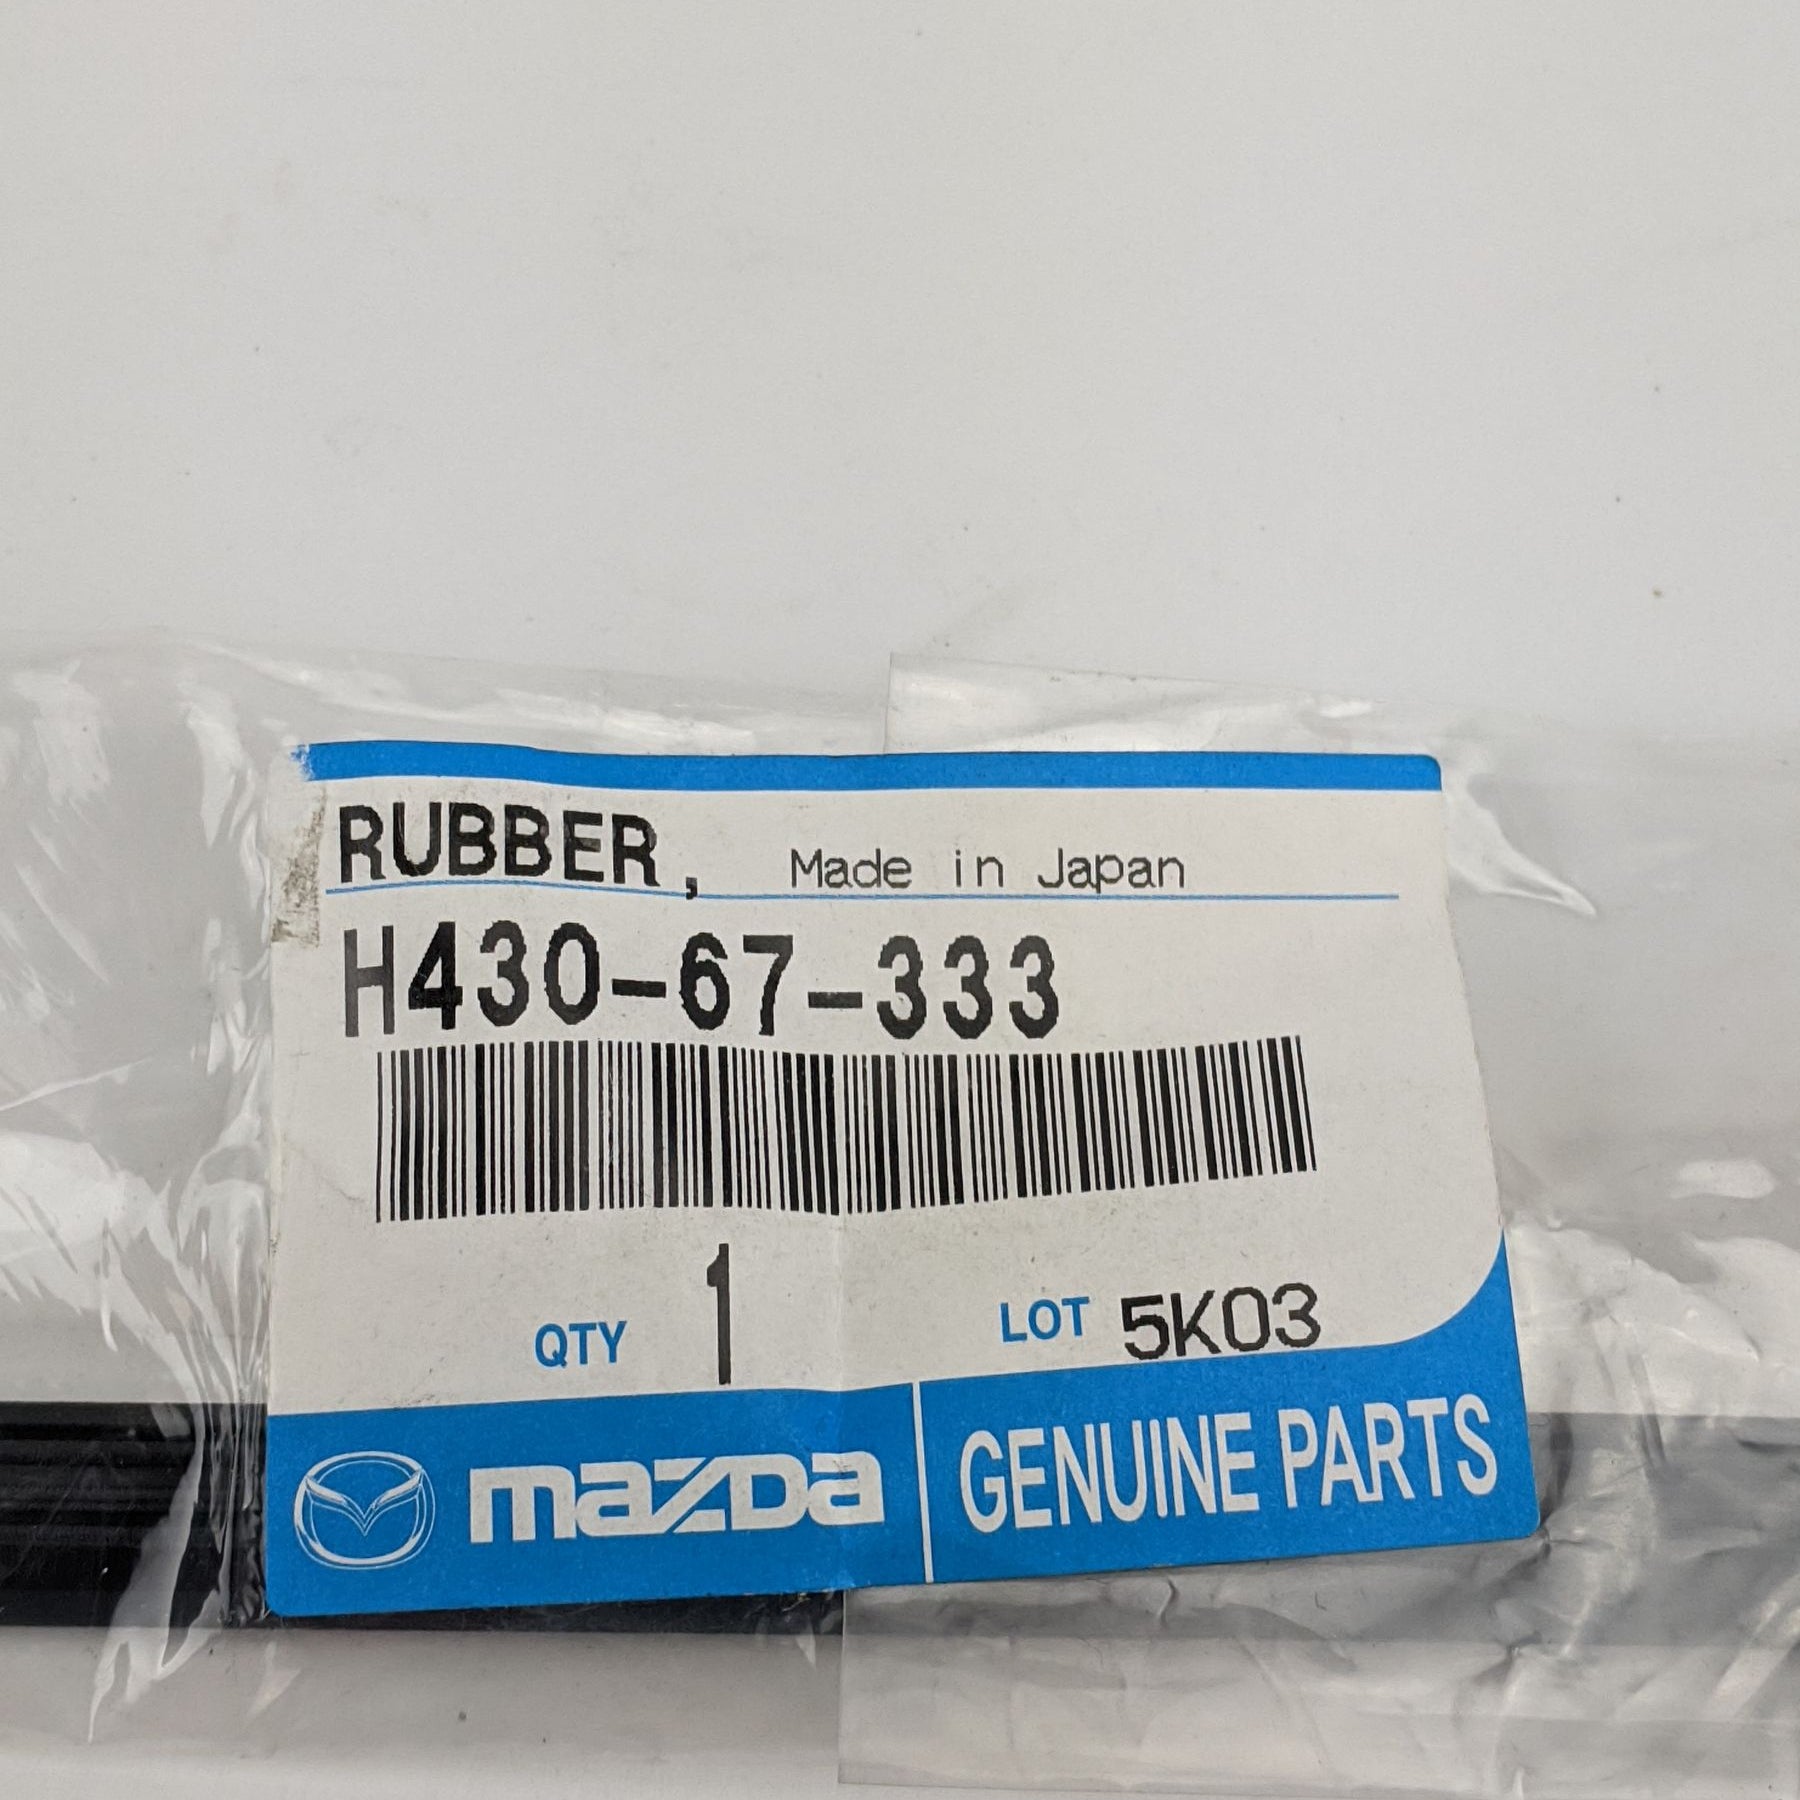 RUBBER, Made in Japan
H430-67-333
QTY 1 LOT 5K03
mazda GENUINE PARTS